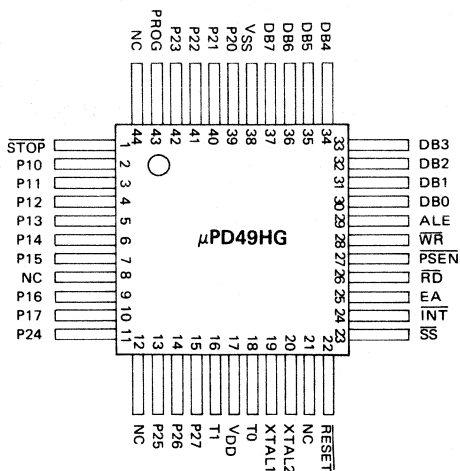 NC PROG P23 P22 P21 P20 VSS DB7 DB6 DB5 DB4
44 43 42 41 40 39 38 37 36 35 34
STOP 1 33 DB3
P10 2 32 DB2
P11 3 31 DB1
P12 4 30 DB0
P13 5 29 ALE
P14 6 μPD49HG 28 WR
P15 7 27 PSEN
NC 8 26 RD
P16 9 25 EA
P17 10 24 INT
P24 11 23 SS
12 13 14 15 16 17 18 19 20 21 22
NC P25 P26 P27 T1 VDD T0 XTAL1 XTAL2 NC RESET